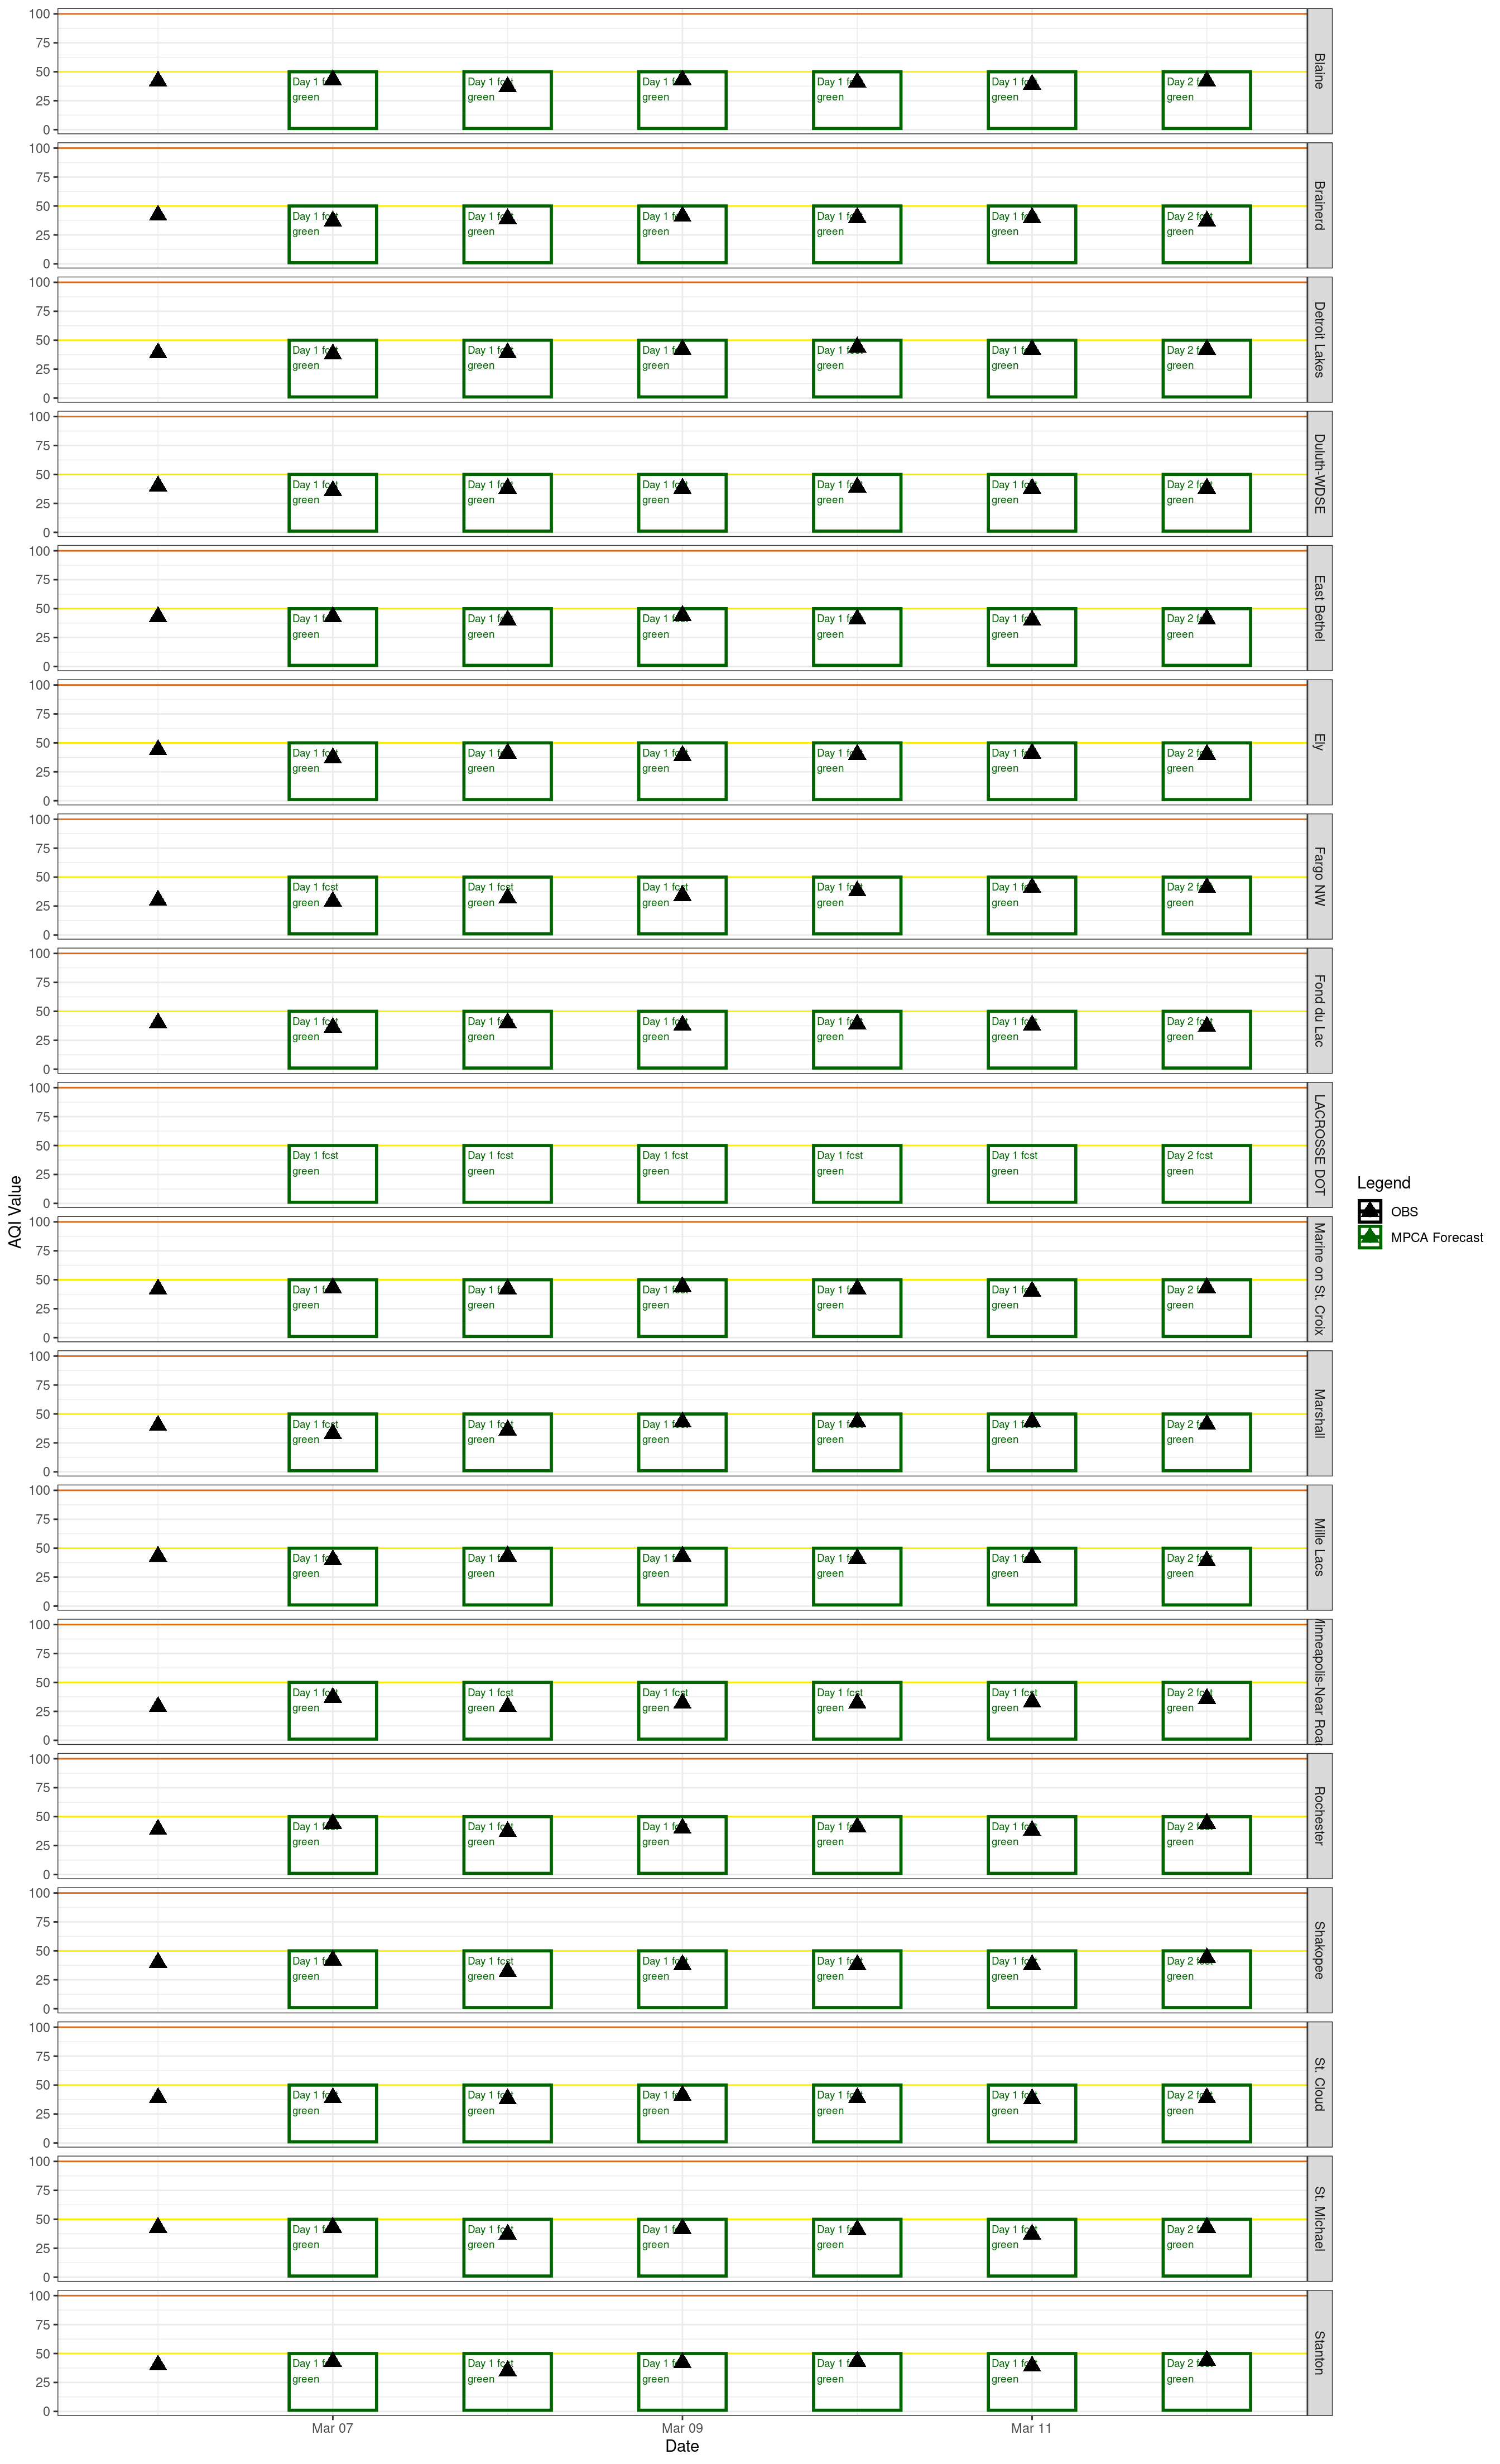 100
75
50
Day 1 fcst Day 1 fcst Day 1 fcst Day 1 fcst Day 1 fcst Day 2 fcst
green green green green green green
25
0
Blaine
100
75
50
Day 1 fcst Day 1 fcst Day 1 fcst Day 1 fcst Day 1 fcst Day 2 fcst
green green green green green green
25
0
Brainerd
100
75
50
Day 1 fcst Day 1 fcst Day 1 fcst Day 1 fcst Day 1 fcst Day 2 fcst
green green green green green green
25
0
Detroit Lakes
100
75
50
Day 1 fcst Day 1 fcst Day 1 fcst Day 1 fcst Day 1 fcst Day 2 fcst
green green green green green green
25
0
Duluth-WDSE
100
75
50
Day 1 fcst Day 1 fcst Day 1 fcst Day 1 fcst Day 1 fcst Day 2 fcst
green green green green green green
25
0
East Bethel
100
75
50
Day 1 fcst Day 1 fcst Day 1 fcst Day 1 fcst Day 1 fcst Day 2 fcst
green green green green green green
25
0
Ely
100
75
50
Day 1 fcst Day 1 fcst Day 1 fcst Day 1 fcst Day 1 fcst Day 2 fcst
green green green green green green
25
0
Fargo NW
100
75
50
Day 1 fcst Day 1 fcst Day 1 fcst Day 1 fcst Day 1 fcst Day 2 fcst
green green green green green green
25
0
Fond du Lac
100
75
50
Day 1 fcst Day 1 fcst Day 1 fcst Day 1 fcst Day 1 fcst Day 2 fcst
green green green green green green
25
0
LACROSSE DOT
100
75
50
Day 1 fcst Day 1 fcst Day 1 fcst Day 1 fcst Day 1 fcst Day 2 fcst
green green green green green green
25
0
Marine on St. Croix
100
75
50
Day 1 fcst Day 1 fcst Day 1 fcst Day 1 fcst Day 1 fcst Day 2 fcst
green green green green green green
25
0
Marshall
100
75
50
Day 1 fcst Day 1 fcst Day 1 fcst Day 1 fcst Day 1 fcst Day 2 fcst
green green green green green green
25
0
Mille Lacs
100
75
50
Day 1 fcst Day 1 fcst Day 1 fcst Day 1 fcst Day 1 fcst Day 2 fcst
green green green green green green
25
0
Minneapolis-Near Road
100
75
50
Day 1 fcst Day 1 fcst Day 1 fcst Day 1 fcst Day 1 fcst Day 2 fcst
green green green green green green
25
0
Rochester
100
75
50
Day 1 fcst Day 1 fcst Day 1 fcst Day 1 fcst Day 1 fcst Day 2 fcst
green green green green green green
25
0
Shakopee
100
75
50
Day 1 fcst Day 1 fcst Day 1 fcst Day 1 fcst Day 1 fcst Day 2 fcst
green green green green green green
25
0
St. Cloud
100
75
50
Day 1 fcst Day 1 fcst Day 1 fcst Day 1 fcst Day 1 fcst Day 2 fcst
green green green green green green
25
0
St. Michael
100
75
50
Day 1 fcst Day 1 fcst Day 1 fcst Day 1 fcst Day 1 fcst Day 2 fcst
green green green green green green
25
0
Stanton
Mar 07 Mar 09 Mar 11
Date
AQI Value
Legend
OBS
MPCA Forecast